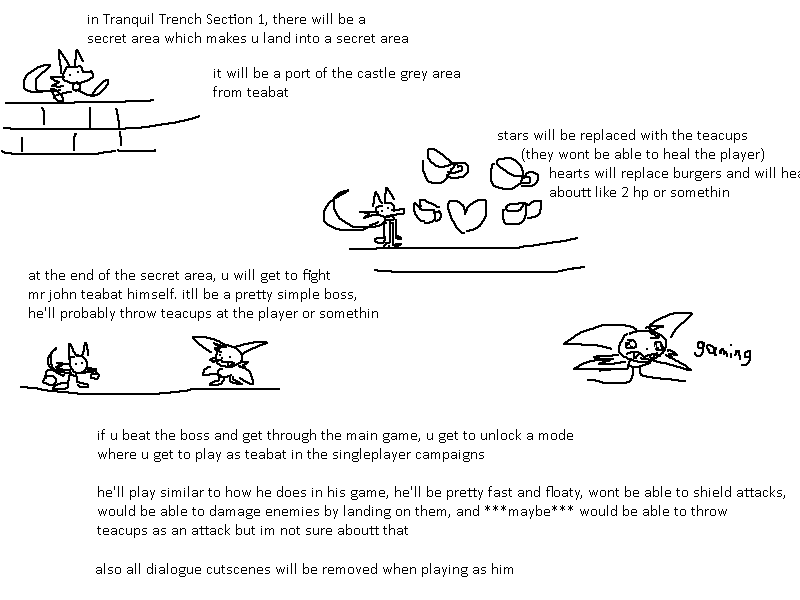 in Tranquil Trench Section 1, there will be a
secret area which makes u land into a secret area
it will be a port of the castle grey area
from teabat
stars will be replaced with the teacups
(they wont be able to heal the player)
hearts will replace burgers and will hea
aboutt like 2 hp or somethin
at the end of the secret area, u will get to fight
mr john teabat himself. itll be a pretty simple boss,
he'll probably throw teacups at the player or somethin
gaming
if u beat the boss and get through the main game, u get to unlock a mode
where u get to play as teabat in the singleplayer campaigns
he'll play similar to how he does in his game, he'll be pretty fast and floaty, wont be able to shield attacks,
would be able to damage enemies by landing on them, and ***maybe*** would be able to throw
teacups as an attack but im not sure aboutt that
also all dialogue cutscenes will be removed when playing as him